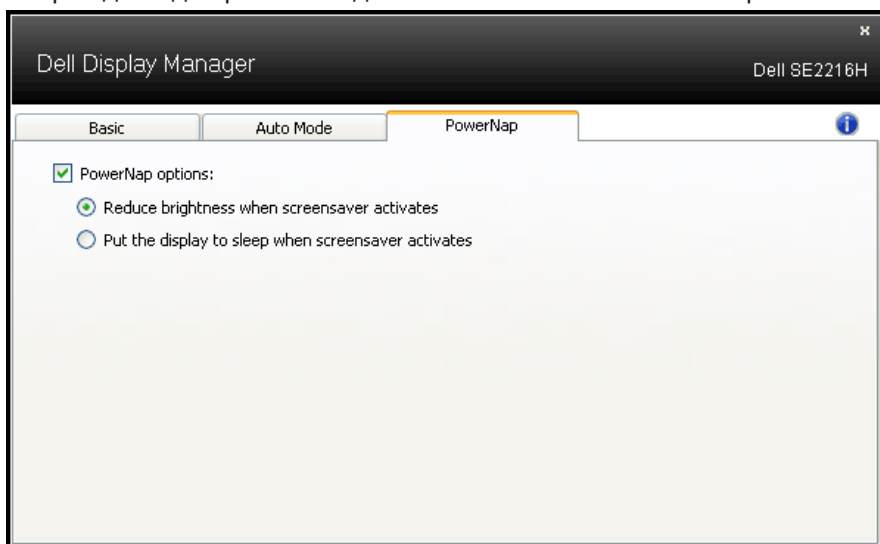 Dell Display Manager
Dell SE2216H
Basic
Auto Mode
PowerNap
PowerNap options:
Reduce brightness when screensaver activates
Put the display to sleep when screensaver activates